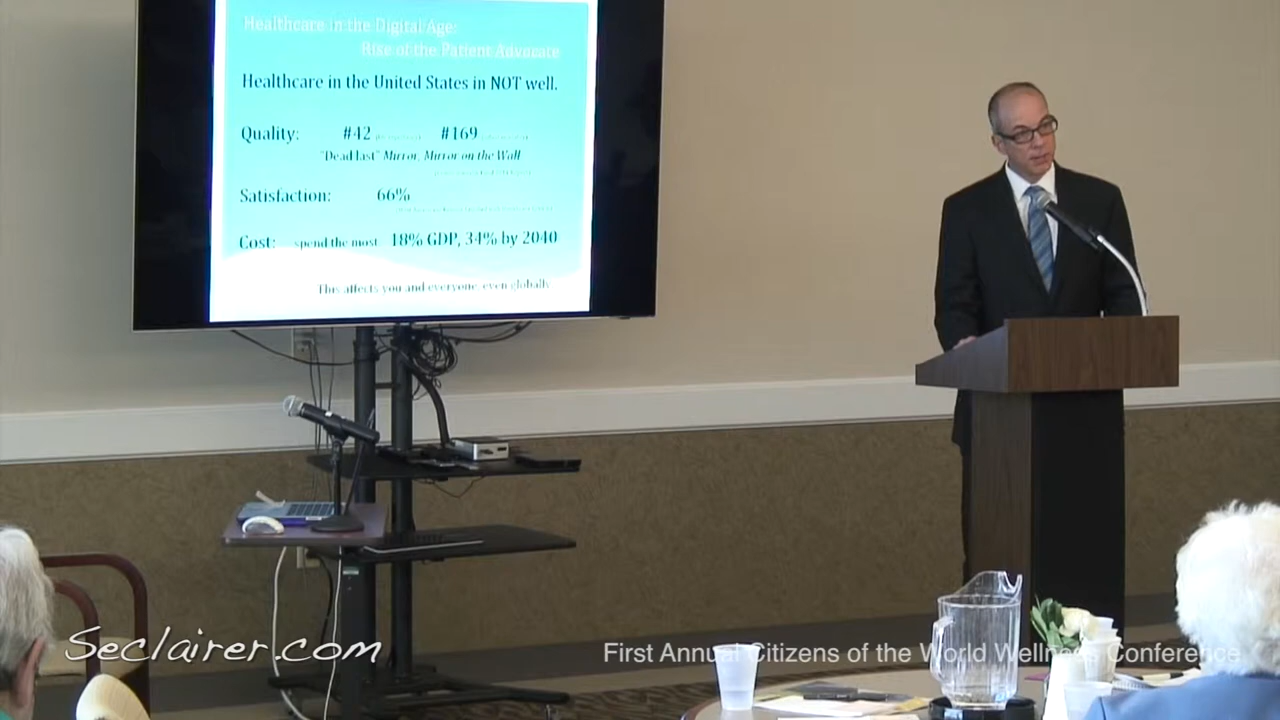 Healthcare in the Digital Age:
Rise of the Patient Advocate
Healthcare in the United States in NOT well.
Quality: #42 #169
"Dead last" Mirror, Mirror on the Wall
Satisfaction: 66%
Cost: spend the most 18% GDP, 34% by 2040
This affects you and everyone, even globally
Seclairer.com
First Annual Citizens of the World Wellness Conference